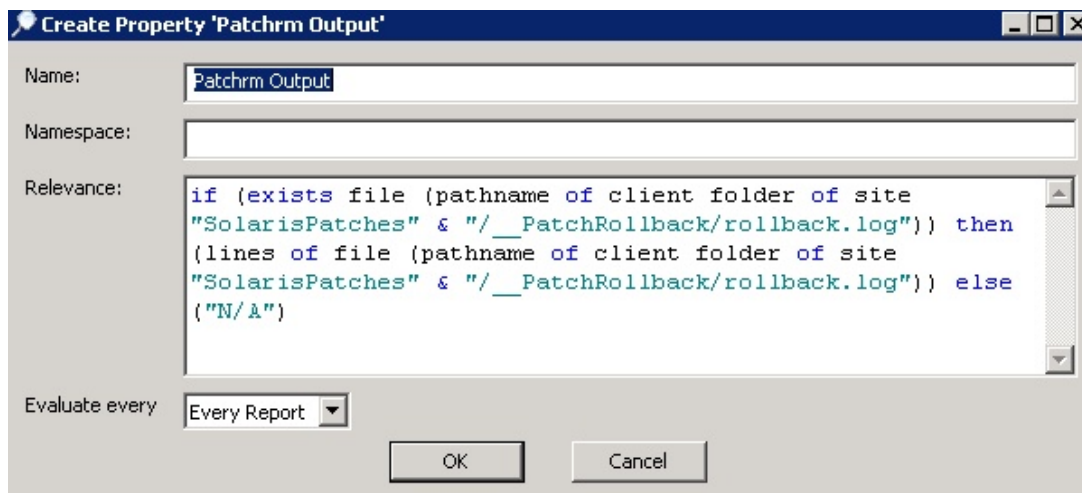 Create Property 'Patchrm Output'
Name:
Patchrm Output
Namespace:
Relevance:
if (exists file (pathname of client folder of site
"SolarisPatches" & "/__PatchRollback/rollback.log")) then
(lines of file (pathname of client folder of site
"SolarisPatches" & "/__PatchRollback/rollback.log")) else
("N/A")
Evaluate every
Every Report
OK
Cancel